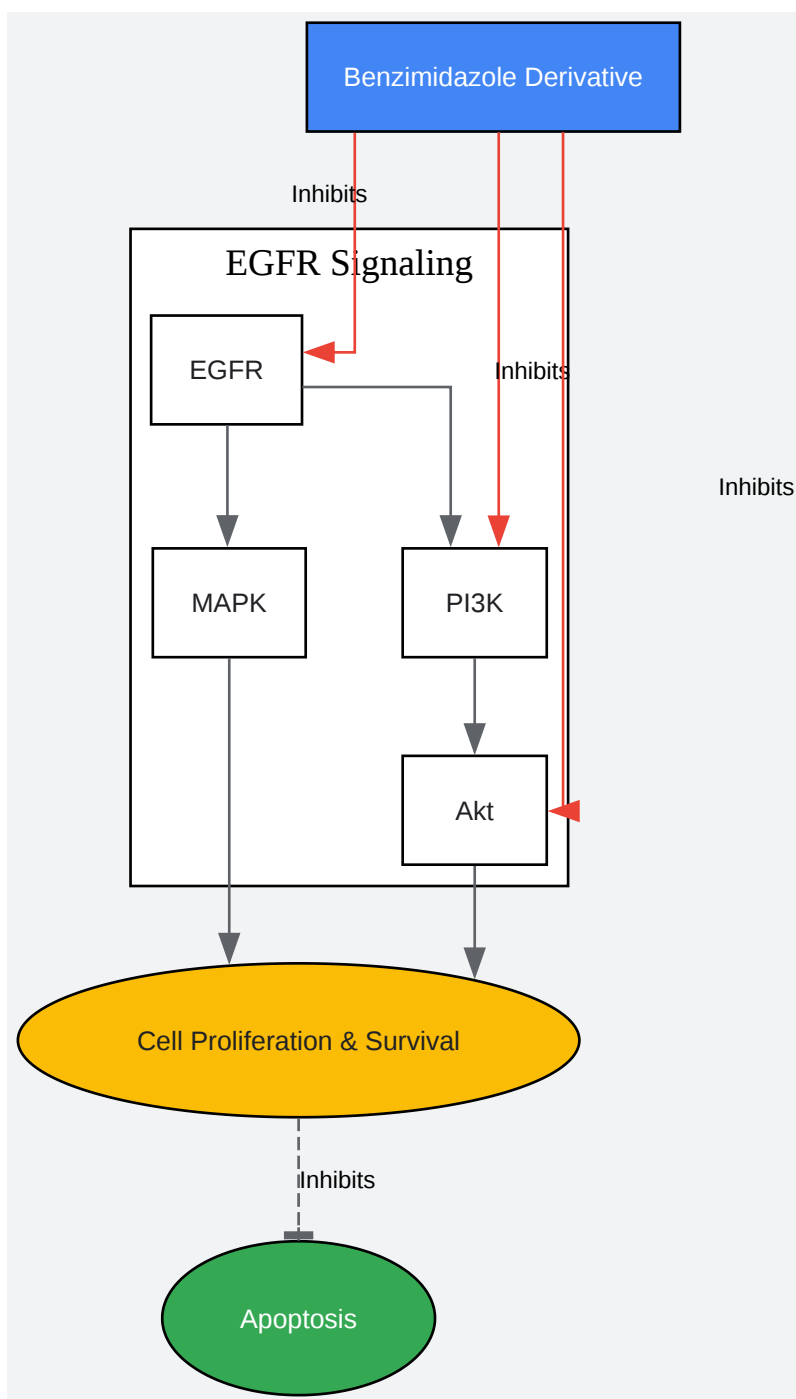 Benzimidazole Derivative
Inhibits
EGFR Signaling
EGFR
Inhibits
Inhibits
MAPK
PI3K
Akt
Cell Proliferation & Survival
Inhibits
Apoptosis